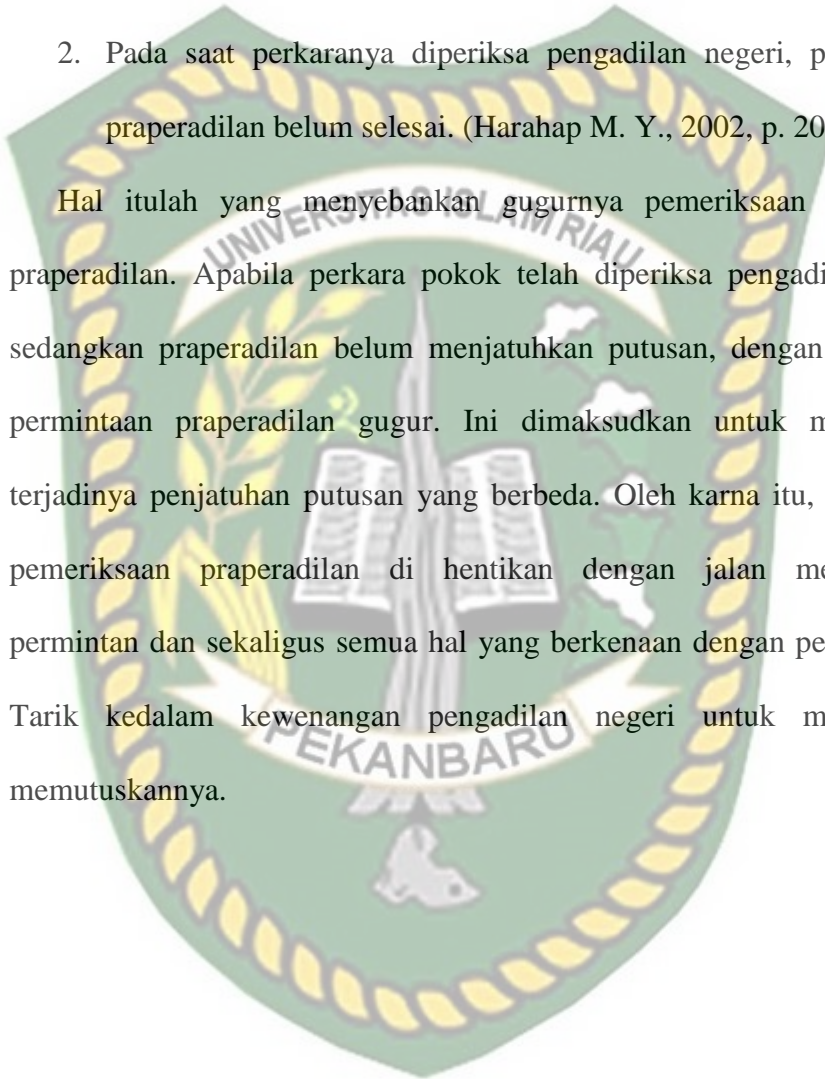 2. Pada saat perkaranya diperiksa pengadilan negeri, p
praperadilan belum selesai. (Harahap M. Y., 2002, p. 20
Hal itulah yang menyebankan gugurnya pemeriksaan
UNIVERSITAS ISLAM RIAU
praperadilan. Apabila perkara pokok telah diperiksa pengadi
sedangkan praperadilan belum menjatuhkan putusan, dengan
permintaan praperadilan gugur. Ini dimaksudkan untuk m
terjadinya penjatuhan putusan yang berbeda. Oleh karna itu,
pemeriksaan praperadilan di hentikan dengan jalan me
permintan dan sekaligus semua hal yang berkenaan dengan pe
Tarik kedalam kewenangan pengadilan negeri untuk m
PEKANBARU
memutuskannya.